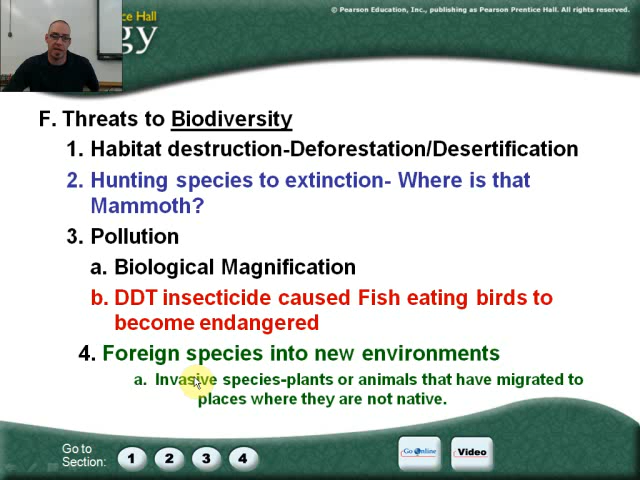 © Pearson Education, Inc., publishing as Pearson Prentice Hall. All rights reserved.
ce Hall
gy
F. Threats to Biodiversity
1. Habitat destruction-Deforestation/Desertification
2. Hunting species to extinction- Where is that
Mammoth?
3. Pollution
a. Biological Magnification
b. DDT insecticide caused Fish eating birds to
become endangered
4. Foreign species into new environments
a. Invasive species-plants or animals that have migrated to
places where they are not native.
Go to
Section:
1 2 3 4
Go Online
Video